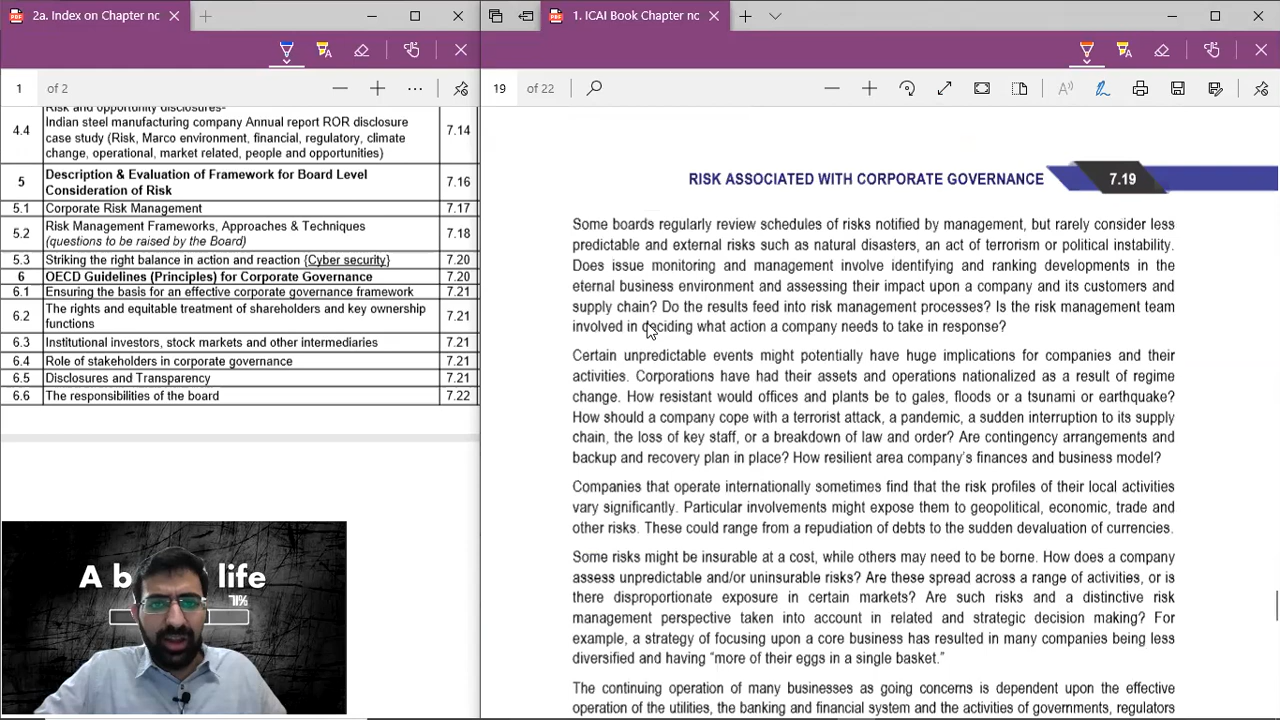 2a. Index on Chapter nc
1. ICAI Book Chapter nc
1 of 2
19 of 22
Risk and opportunity disclosures-
4.4 Indian steel manufacturing company Annual report ROR disclosure case study (Risk, Marco environment, financial, regulatory, climate change, operational, market related, people and opportunities) 7.14
5 Description & Evaluation of Framework for Board Level Consideration of Risk 7.16
5.1 Corporate Risk Management 7.17
5.2 Risk Management Frameworks, Approaches & Techniques (questions to be raised by the Board) 7.18
5.3 Striking the right balance in action and reaction {Cyber security} 7.20
6 OECD Guidelines (Principles) for Corporate Governance 7.20
6.1 Ensuring the basis for an effective corporate governance framework 7.21
6.2 The rights and equitable treatment of shareholders and key ownership functions 7.21
6.3 Institutional investors, stock markets and other intermediaries 7.21
6.4 Role of stakeholders in corporate governance 7.21
6.5 Disclosures and Transparency 7.21
6.6 The responsibilities of the board 7.22
A b life
71%
RISK ASSOCIATED WITH CORPORATE GOVERNANCE 7.19
Some boards regularly review schedules of risks notified by management, but rarely consider less
predictable and external risks such as natural disasters, an act of terrorism or political instability.
Does issue monitoring and management involve identifying and ranking developments in the
eternal business environment and assessing their impact upon a company and its customers and
supply chain? Do the results feed into risk management processes? Is the risk management team
involved in deciding what action a company needs to take in response?
Certain unpredictable events might potentially have huge implications for companies and their
activities. Corporations have had their assets and operations nationalized as a result of regime
change. How resistant would offices and plants be to gales, floods or a tsunami or earthquake?
How should a company cope with a terrorist attack, a pandemic, a sudden interruption to its supply
chain, the loss of key staff, or a breakdown of law and order? Are contingency arrangements and
backup and recovery plan in place? How resilient area company's finances and business model?
Companies that operate internationally sometimes find that the risk profiles of their local activities
vary significantly. Particular involvements might expose them to geopolitical, economic, trade and
other risks. These could range from a repudiation of debts to the sudden devaluation of currencies.
Some risks might be insurable at a cost, while others may need to be borne. How does a company
assess unpredictable and/or uninsurable risks? Are these spread across a range of activities, or is
there disproportionate exposure in certain markets? Are such risks and a distinctive risk
management perspective taken into account in related and strategic decision making? For
example, a strategy of focusing upon a core business has resulted in many companies being less
diversified and having “more of their eggs in a single basket.”
The continuing operation of many businesses as going concerns is dependent upon the effective
operation of the utilities, the banking and financial system and the activities of governments, regulators